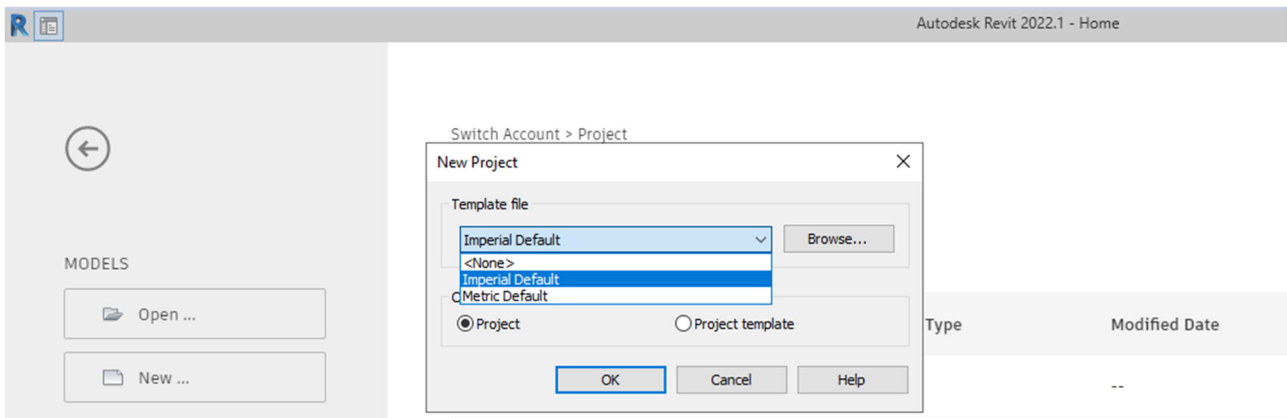 Autodesk Revit 2022.1 - Home
Switch Account > Project
New Project
Template file
Imperial Default
Browse...
<None>
Imperial Default
Metric Default
MODELS
Open ...
New ...
Project
Project template
Type
Modified Date
OK
Cancel
Help
--